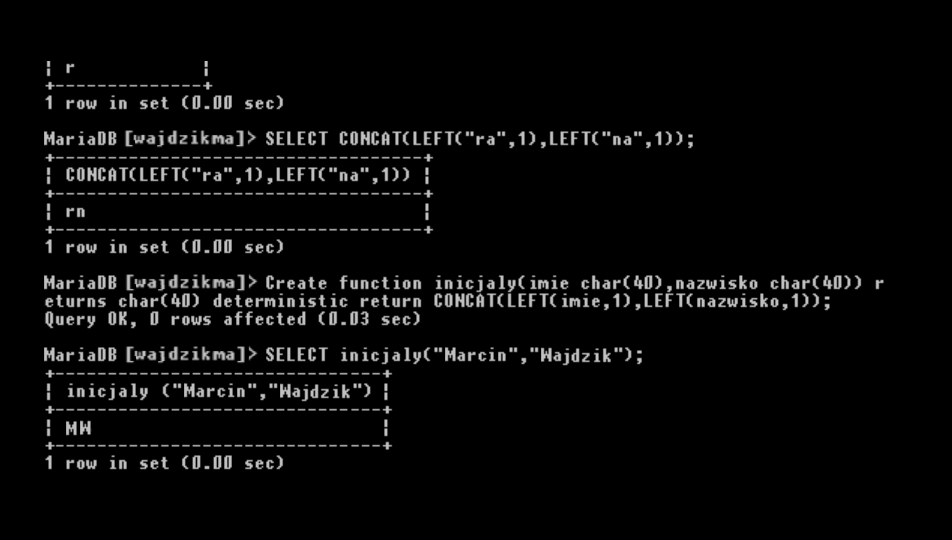 | r |
+--------------+
1 row in set (0.00 sec)
MariaDB [wajdzikma]> SELECT CONCAT(LEFT("ra",1),LEFT("na",1));
+-----------------------------------+
| CONCAT(LEFT("ra",1),LEFT("na",1)) |
+-----------------------------------+
| rn |
+-----------------------------------+
1 row in set (0.00 sec)
MariaDB [wajdzikma]> Create function inicjaly(imie char(40),nazwisko char(40)) r
eturns char(40) deterministic return CONCAT(LEFT(imie,1),LEFT(nazwisko,1));
Query OK, 0 rows affected (0.03 sec)
MariaDB [wajdzikma]> SELECT inicjaly("Marcin","Wajdzik");
+-------------------------------+
| inicjaly ("Marcin","Wajdzik") |
+-------------------------------+
| MW |
+-------------------------------+
1 row in set (0.00 sec)